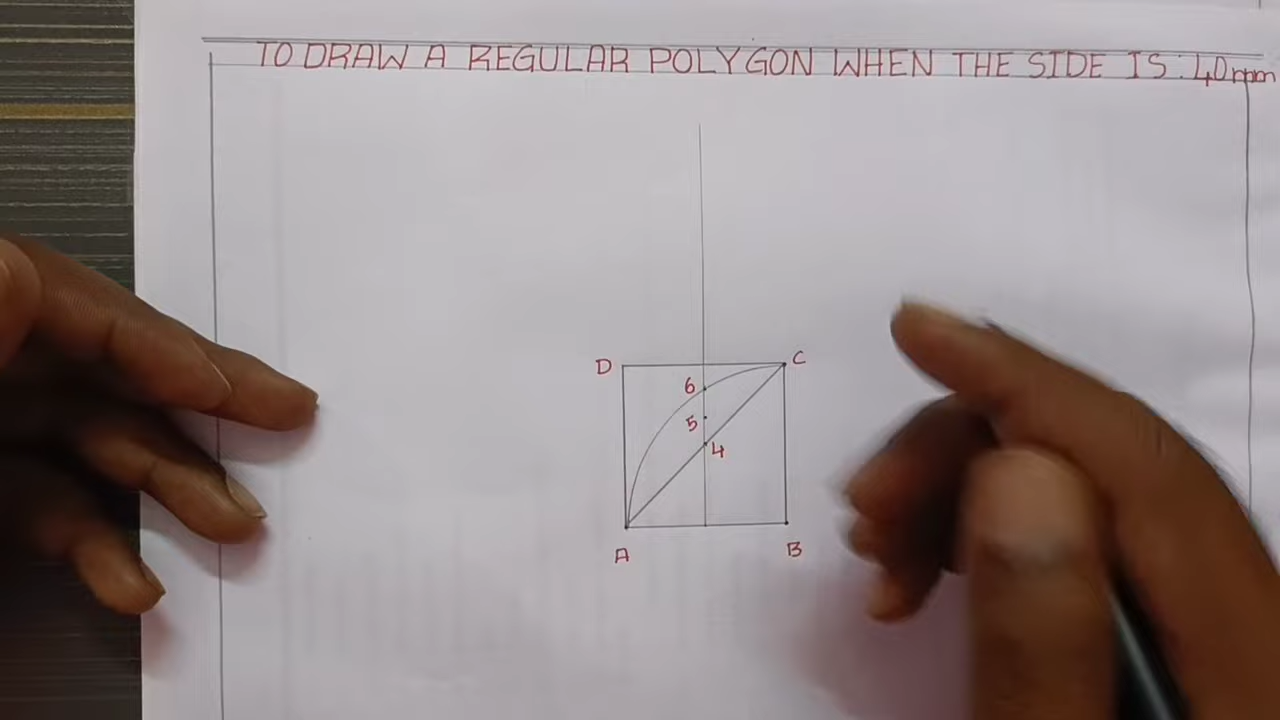 TO DRAW A REGULAR POLYGON WHEN THE SIDE IS : 40mm
D C
6
5
4
A B